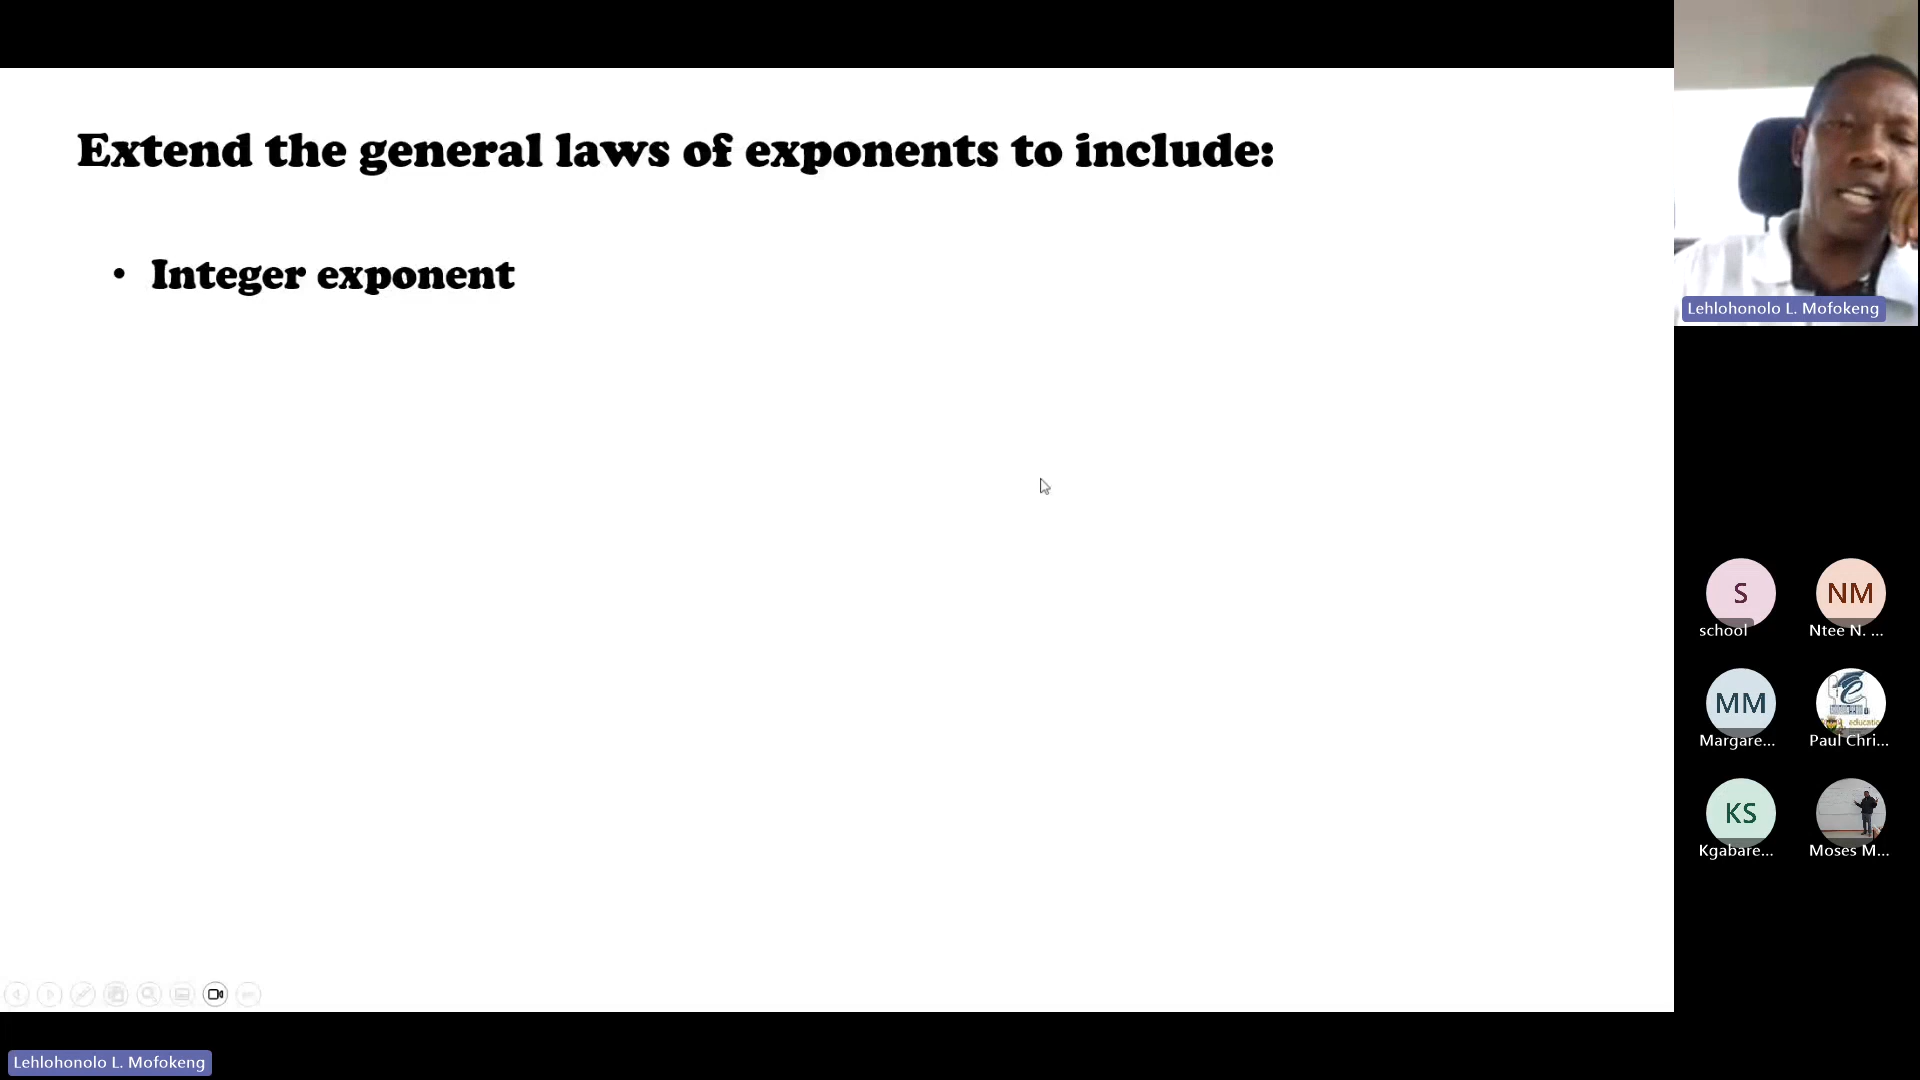 Extend the general laws of exponents to include:
• Integer exponent
Lehlohonolo L. Mofokeng
S
NM
school
Ntee N. ...
MM
education
Margare...
Paul Chri...
KS
Kgabare...
Moses M...
Lehlohonolo L. Mofokeng